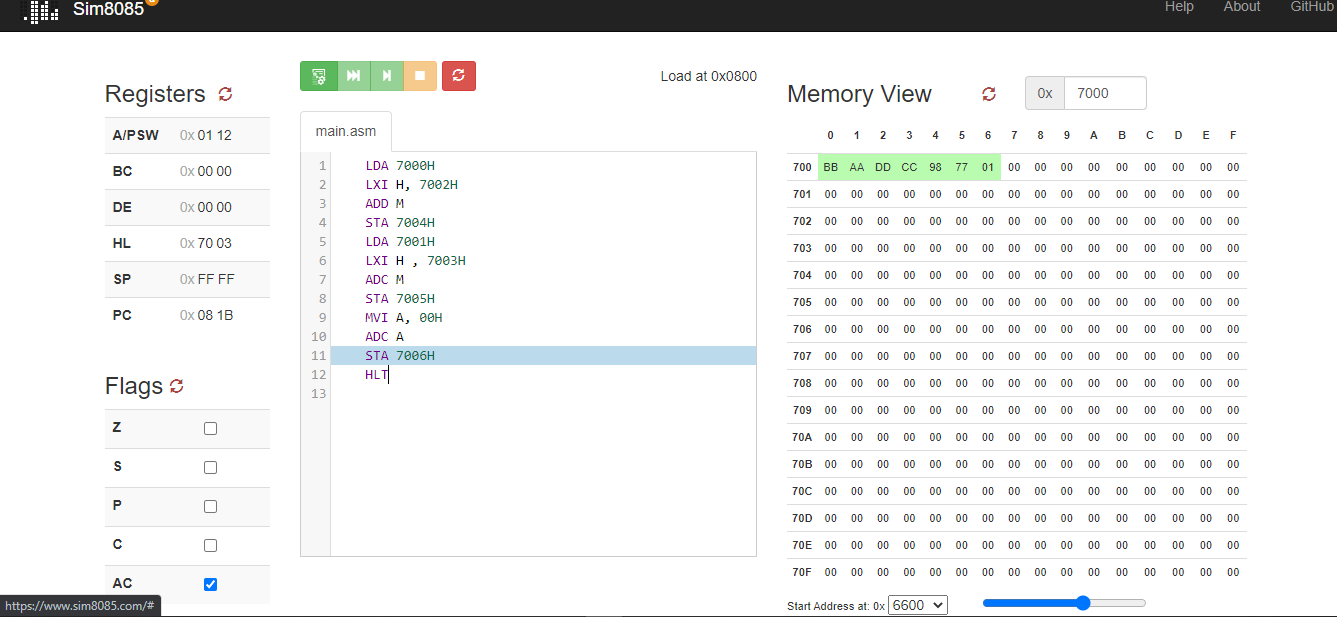 Sim8085
Help About GitHub
Load at 0x0800
Registers
A/PSW 0x 01 12
BC 0x 00 00
DE 0x 00 00
HL 0x 70 03
SP 0x FF FF
PC 0x 08 1B
Flags
Z
S
P
C
AC
main.asm
1 LDA 7000H
2 LXI H, 7002H
3 ADD M
4 STA 7004H
5 LDA 7001H
6 LXI H , 7003H
7 ADC M
8 STA 7005H
9 MVI A, 00H
10 ADC A
11 STA 7006H
12 HLT
13
Memory View 0x 7000
0 1 2 3 4 5 6 7 8 9 A B C D E F
700 BB AA DD CC 98 77 01 00 00 00 00 00 00 00 00 00
701 00 00 00 00 00 00 00 00 00 00 00 00 00 00 00 00
702 00 00 00 00 00 00 00 00 00 00 00 00 00 00 00 00
703 00 00 00 00 00 00 00 00 00 00 00 00 00 00 00 00
704 00 00 00 00 00 00 00 00 00 00 00 00 00 00 00 00
705 00 00 00 00 00 00 00 00 00 00 00 00 00 00 00 00
706 00 00 00 00 00 00 00 00 00 00 00 00 00 00 00 00
707 00 00 00 00 00 00 00 00 00 00 00 00 00 00 00 00
708 00 00 00 00 00 00 00 00 00 00 00 00 00 00 00 00
709 00 00 00 00 00 00 00 00 00 00 00 00 00 00 00 00
70A 00 00 00 00 00 00 00 00 00 00 00 00 00 00 00 00
70B 00 00 00 00 00 00 00 00 00 00 00 00 00 00 00 00
70C 00 00 00 00 00 00 00 00 00 00 00 00 00 00 00 00
70D 00 00 00 00 00 00 00 00 00 00 00 00 00 00 00 00
70E 00 00 00 00 00 00 00 00 00 00 00 00 00 00 00 00
70F 00 00 00 00 00 00 00 00 00 00 00 00 00 00 00 00
Start Address at: 0x 6600
https://www.sim8085.com/#